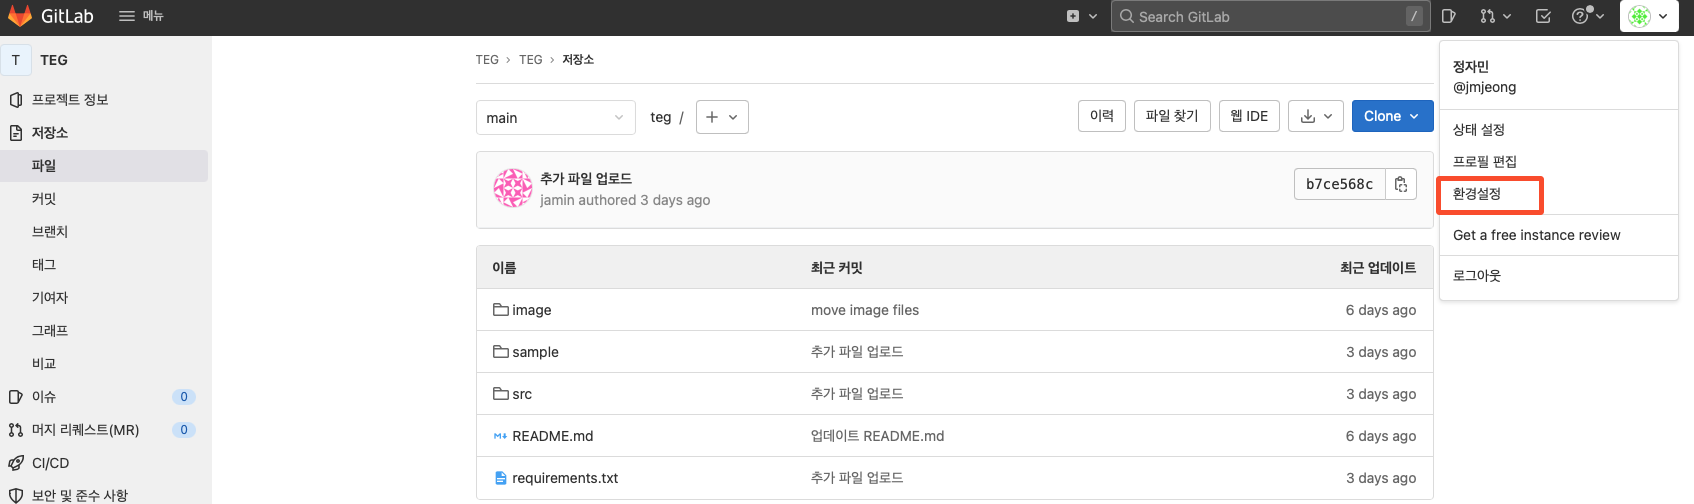 GitLab
메뉴
Search GitLab
/
T
TEG
프로젝트 정보
저장소
파일
커밋
브랜치
태그
기여자
그래프
비교
이슈 0
머지 리퀘스트(MR) 0
CI/CD
보안 및 준수 사항
TEG › TEG › 저장소
main
teg /
이력
파일 찾기
웹 IDE
Clone
추가 파일 업로드
jamin authored 3 days ago
b7ce568c
이름 최근 커밋 최근 업데이트
image move image files 6 days ago
sample 추가 파일 업로드 3 days ago
src 추가 파일 업로드 3 days ago
README.md 업데이트 README.md 6 days ago
requirements.txt 추가 파일 업로드 3 days ago
정자민
@jmjeong
상태 설정
프로필 편집
환경설정
Get a free instance review
로그아웃